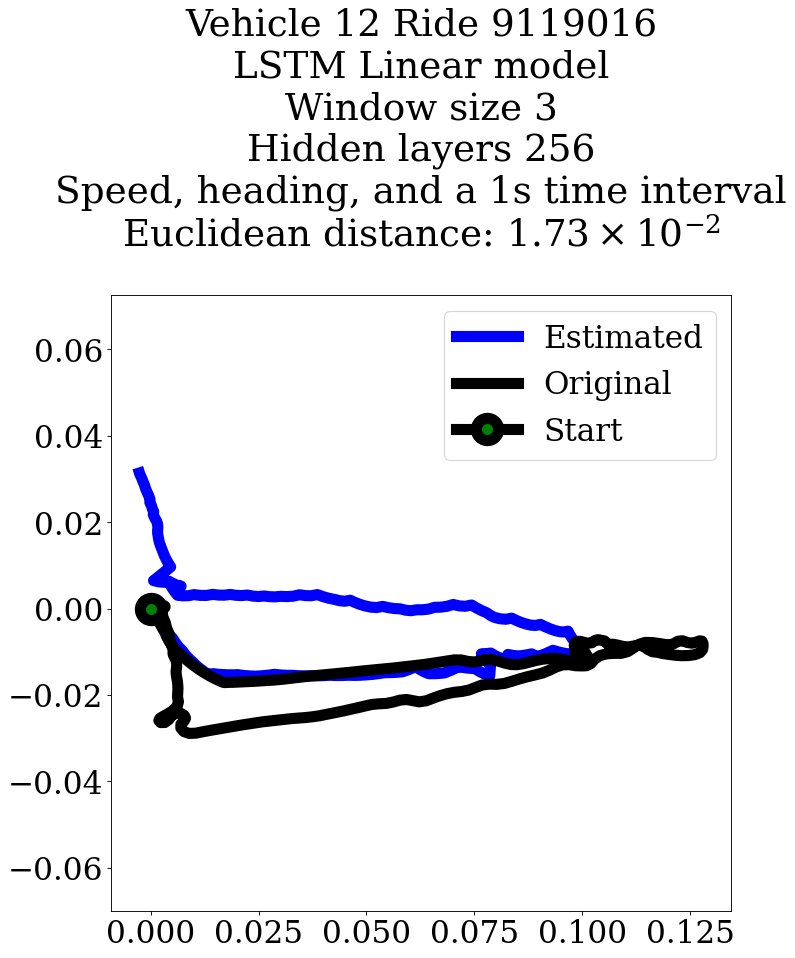 Vehicle 12 Ride 9119016
LSTM Linear model
Window size 3
Hidden layers 256
Speed, heading, and a 1s time interval
Euclidean distance: 1.73 × 10⁻²
Estimated
Original
Start
0.06
0.04
0.02
0.00
−0.02
−0.04
−0.06
0.000 0.025 0.050 0.075 0.100 0.125